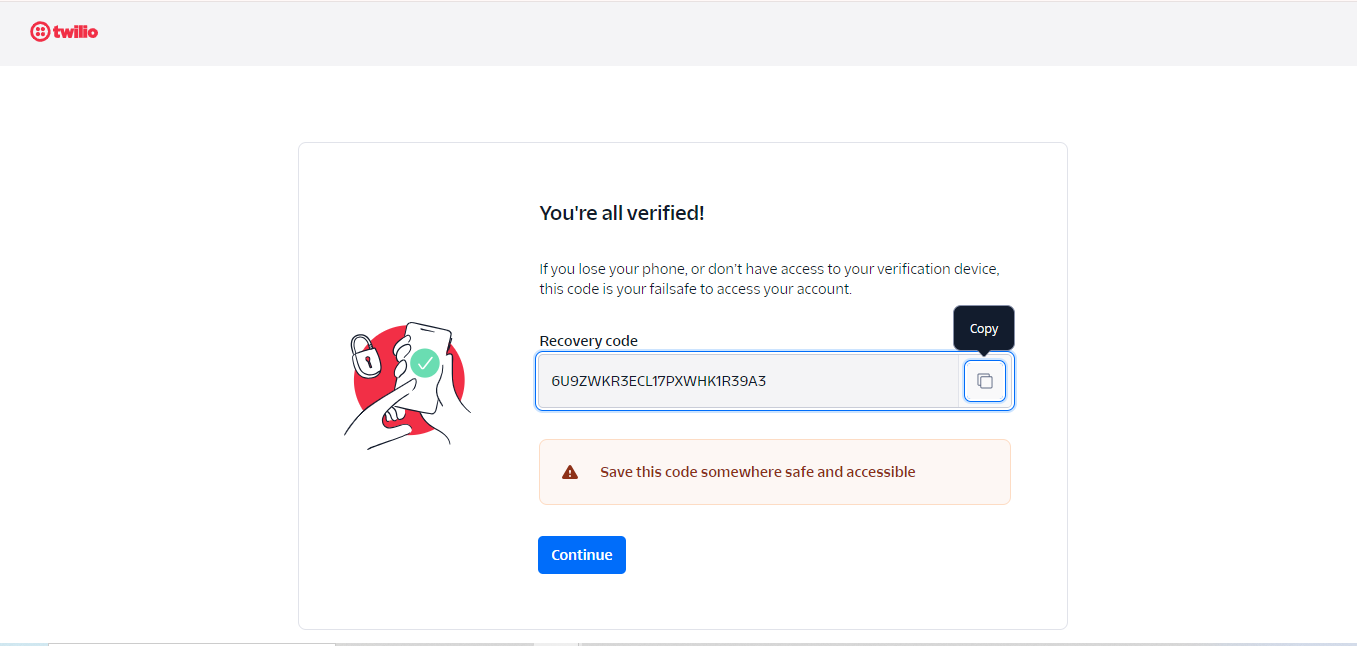 twilio
You're all verified!
If you lose your phone, or don't have access to your verification device,
this code is your failsafe to access your account.
Copy
Recovery code
6U9ZWKR3ECL17PXWHK1R39A3
Save this code somewhere safe and accessible
Continue